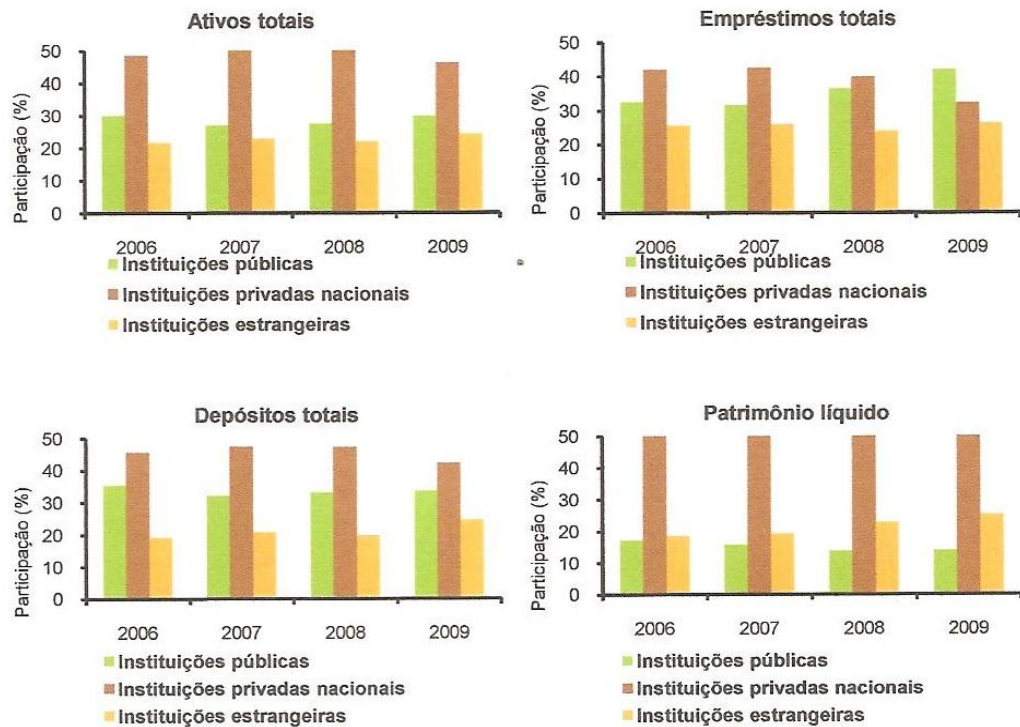 Ativos totais
Participação (%)
50
40
30
20
10
0
2006 2007 2008 2009
Instituições públicas
Instituições privadas nacionais
Instituições estrangeiras
Empréstimos totais
Participação (%)
50
40
30
20
10
0
2006 2007 2008 2009
Instituições públicas
Instituições privadas nacionais
Instituições estrangeiras
Depósitos totais
Participação (%)
50
40
30
20
10
0
2006 2007 2008 2009
Instituições públicas
Instituições privadas nacionais
Instituições estrangeiras
Patrimônio líquido
Participação (%)
50
40
30
20
10
0
2006 2007 2008 2009
Instituições públicas
Instituições privadas nacionais
Instituições estrangeiras